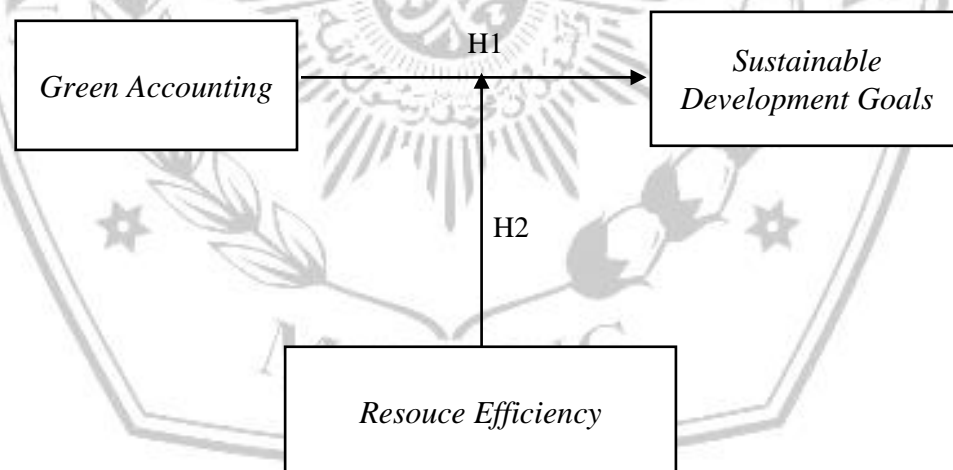 H1
Green Accounting
Sustainable
Development Goals
H2
Resouce Efficiency